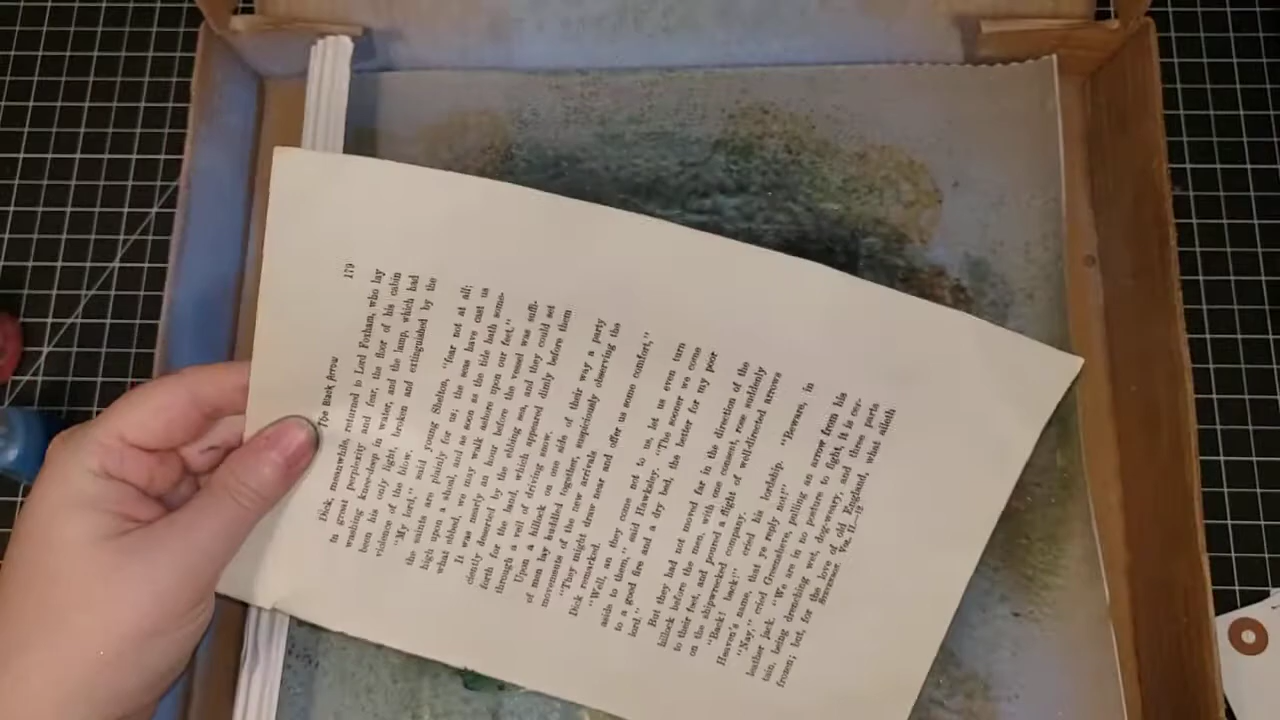 The Black Arrow 179
Dick, meanwhile, returned to Lord Foxham, who lay
in great perplexity and fear, the floor of his cabin
washing knee-deep in water, and the lamp, which had
been his only light, broken and extinguished by the
violence of the blow.
"My lord," said young Shelton, "fear not at all;
the saints are plainly for us; the seas have cast us
high upon a shoal, and as soon as the tide hath some-
what ebbed, we may walk ashore upon our feet."
It was nearly an hour before the vessel was suffi-
ciently deserted by the ebbing sea, and they could set
forth for the land, which appeared dimly before them
through a veil of driving snow.
Upon a hillock on one side of their way a party
of men lay huddled together, suspiciously observing the
movements of the new arrivals.
"They might draw near and offer us some comfort,"
Dick remarked.
"Well, an they come not to us, let us even turn
aside to them," said Hawksley. "The sooner we come
to a good fire and a dry bed, the better for my poor
lord."
But they had not moved far in the direction of the
hillock before the men, with one consent, rose suddenly
to their feet, and poured a flight of well-directed arrows
on the shipwrecked company.
"Back! back!" cried his lordship. "Beware, in
Heaven's name, that ye reply not!"
"Nay," cried Greensheve, pulling an arrow from his
leather jack. "We are in no posture to fight, it is cer-
tain, being drenching wet, dog-weary, and three parts
frozen; but, for the love of old England, what aileth
Stevenson. Vol. II.—12